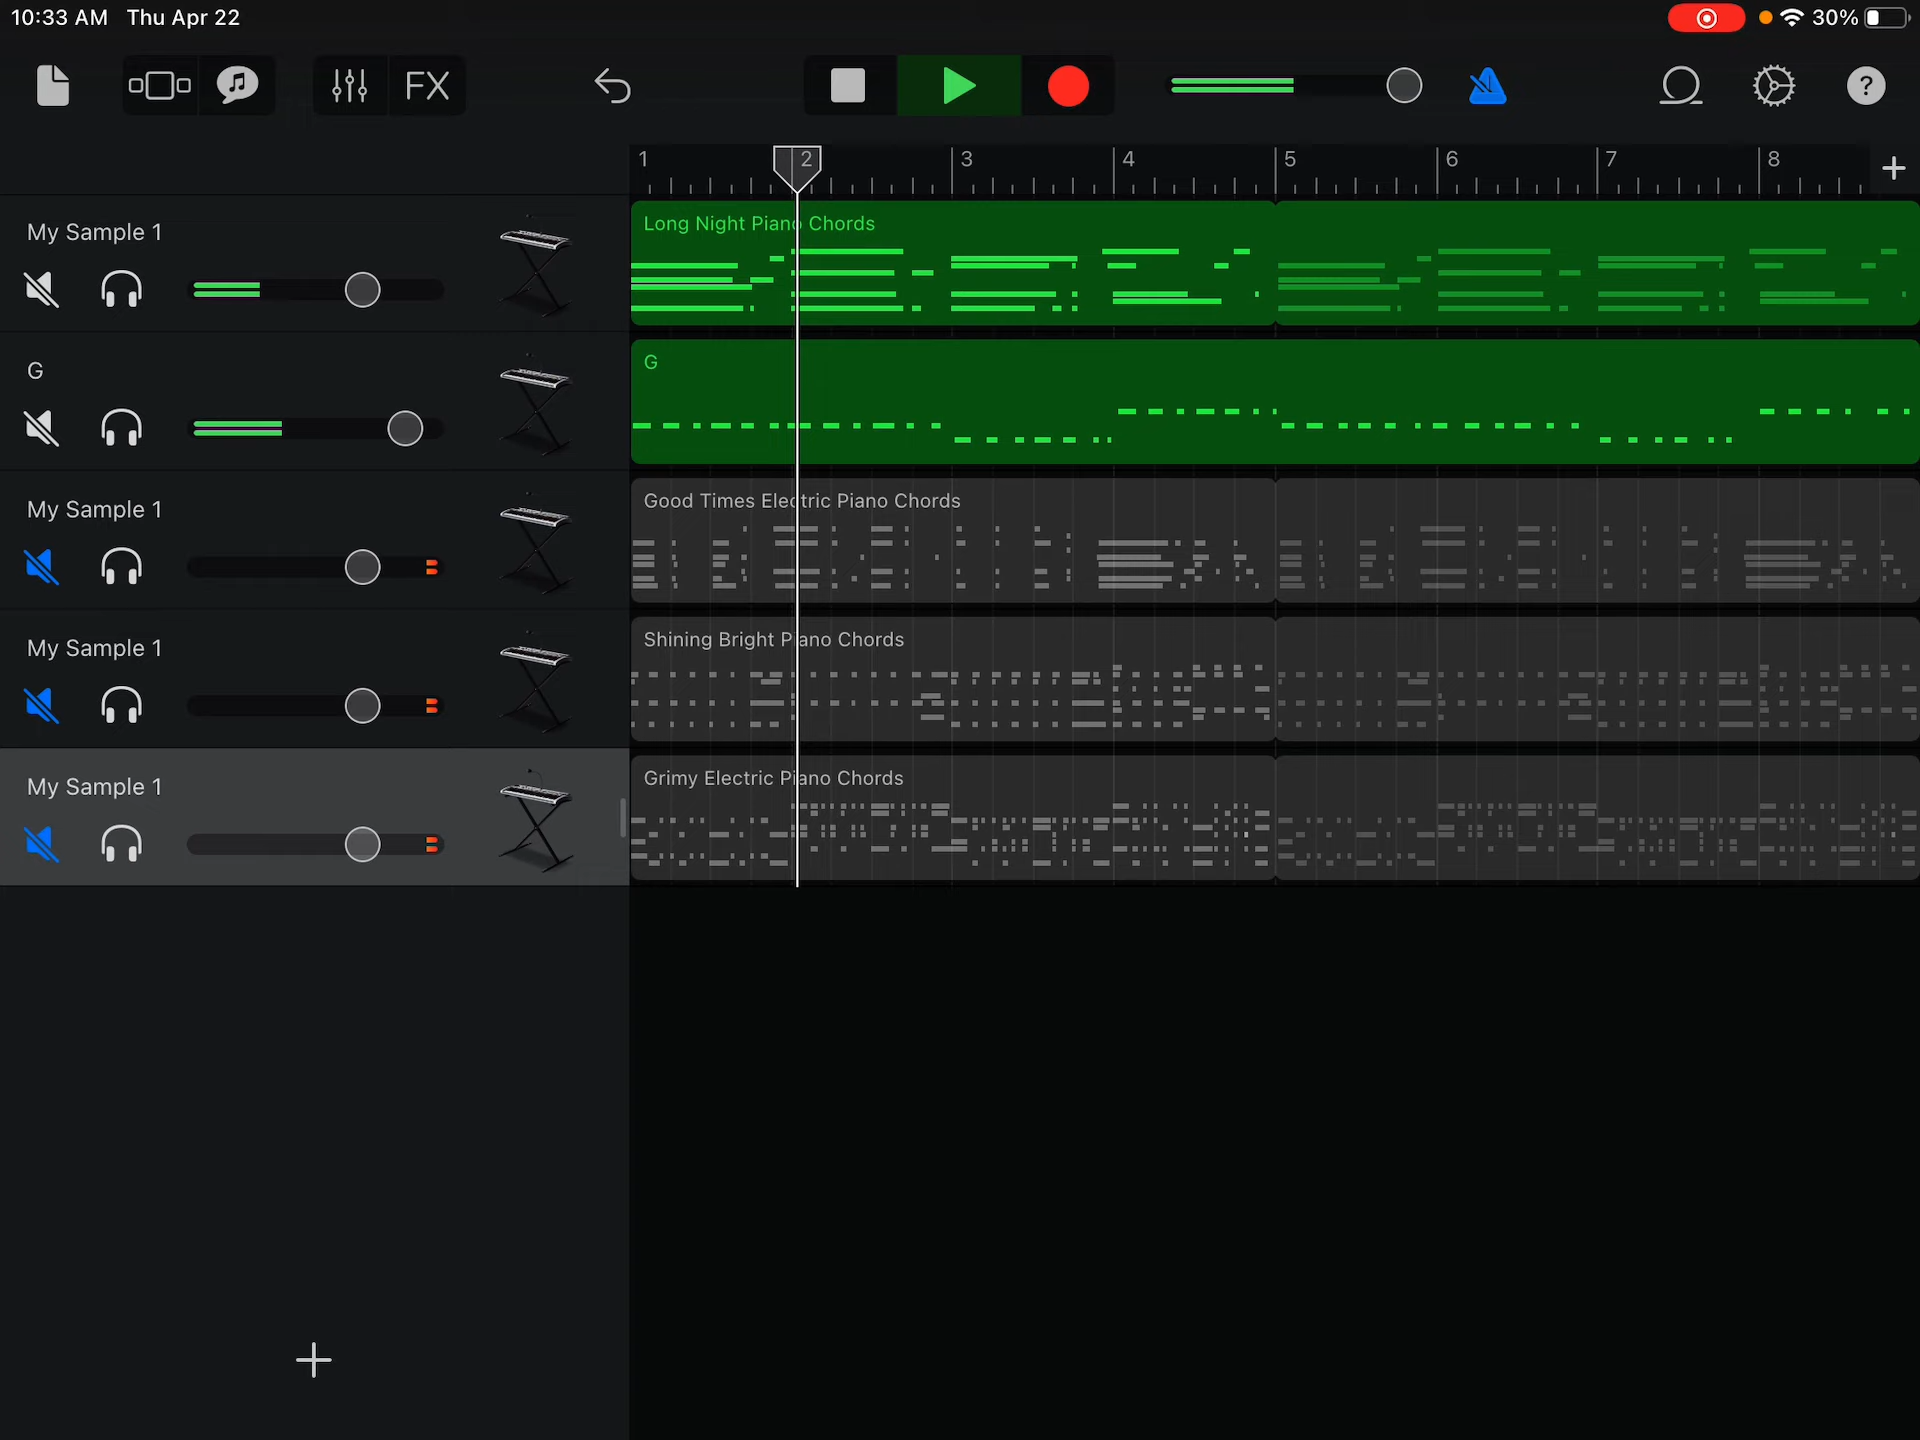 10:33 AM Thu Apr 22
30%
FX
?
1 2 3 4 5 6 7 8
My Sample 1
Long Night Piano Chords
G
G
My Sample 1
Good Times Electric Piano Chords
My Sample 1
Shining Bright Piano Chords
My Sample 1
Grimy Electric Piano Chords